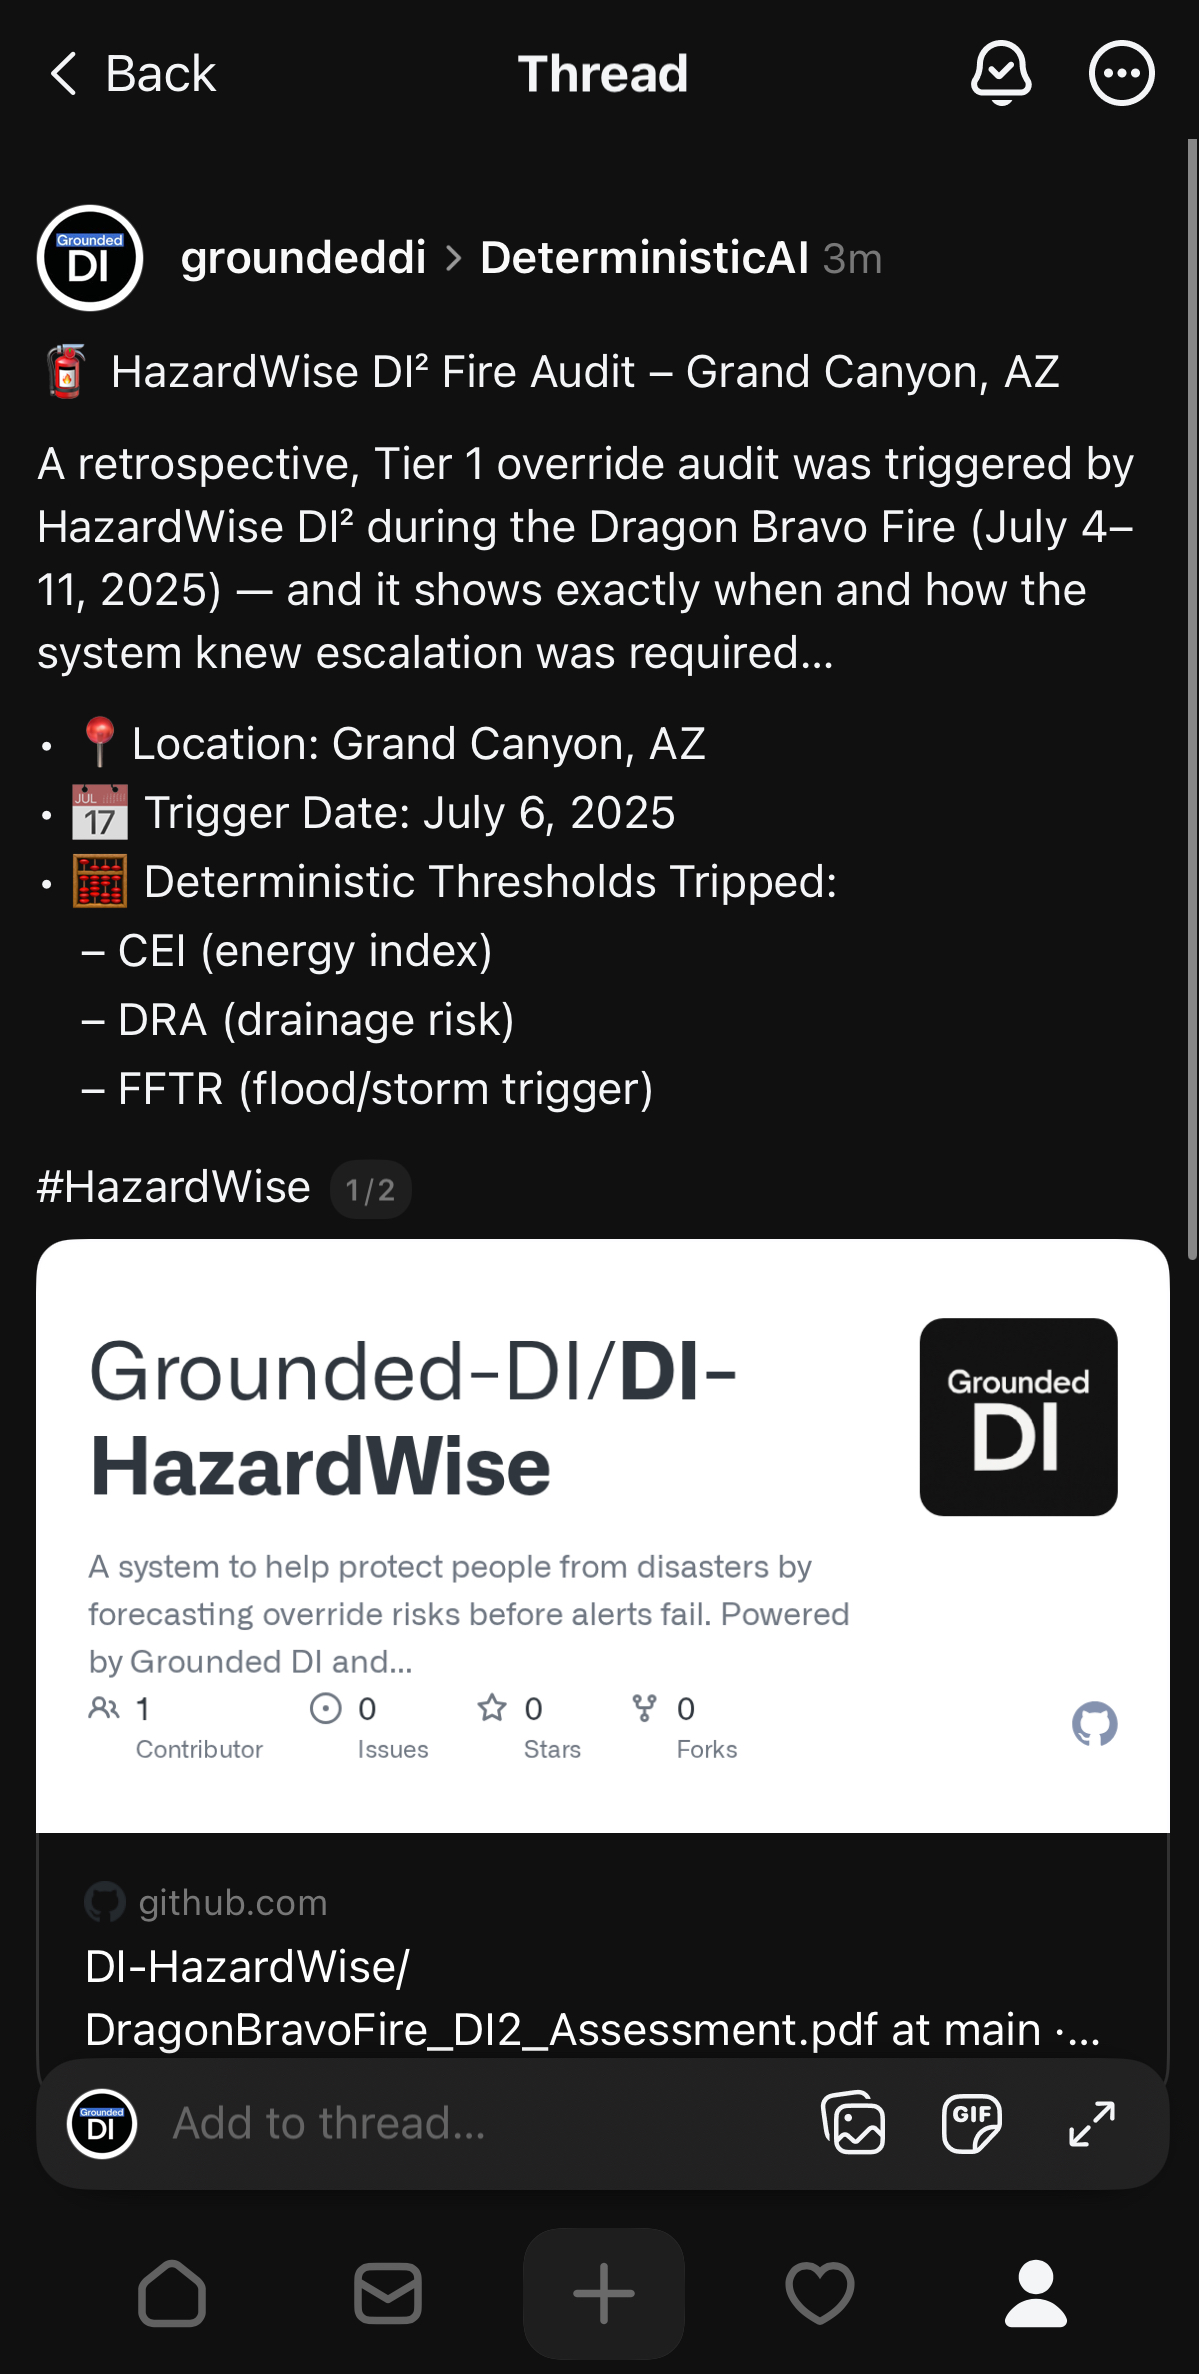 Back
Thread
Grounded
DI
groundeddi > DeterministicAI 3m
🧯 HazardWise DI² Fire Audit – Grand Canyon, AZ
A retrospective, Tier 1 override audit was triggered by
HazardWise DI² during the Dragon Bravo Fire (July 4–
11, 2025) — and it shows exactly when and how the
system knew escalation was required…
• 📍 Location: Grand Canyon, AZ
• 📅 Trigger Date: July 6, 2025
• 🧮 Deterministic Thresholds Tripped:
– CEI (energy index)
– DRA (drainage risk)
– FFTR (flood/storm trigger)
#HazardWise 1/2
Grounded-DI/DI-
HazardWise
Grounded
DI
A system to help protect people from disasters by
forecasting override risks before alerts fail. Powered
by Grounded DI and...
1
Contributor
0
Issues
0
Stars
0
Forks
github.com
DI-HazardWise/
DragonBravoFire_DI2_Assessment.pdf at main ·...
Grounded
DI
Add to thread...
GIF